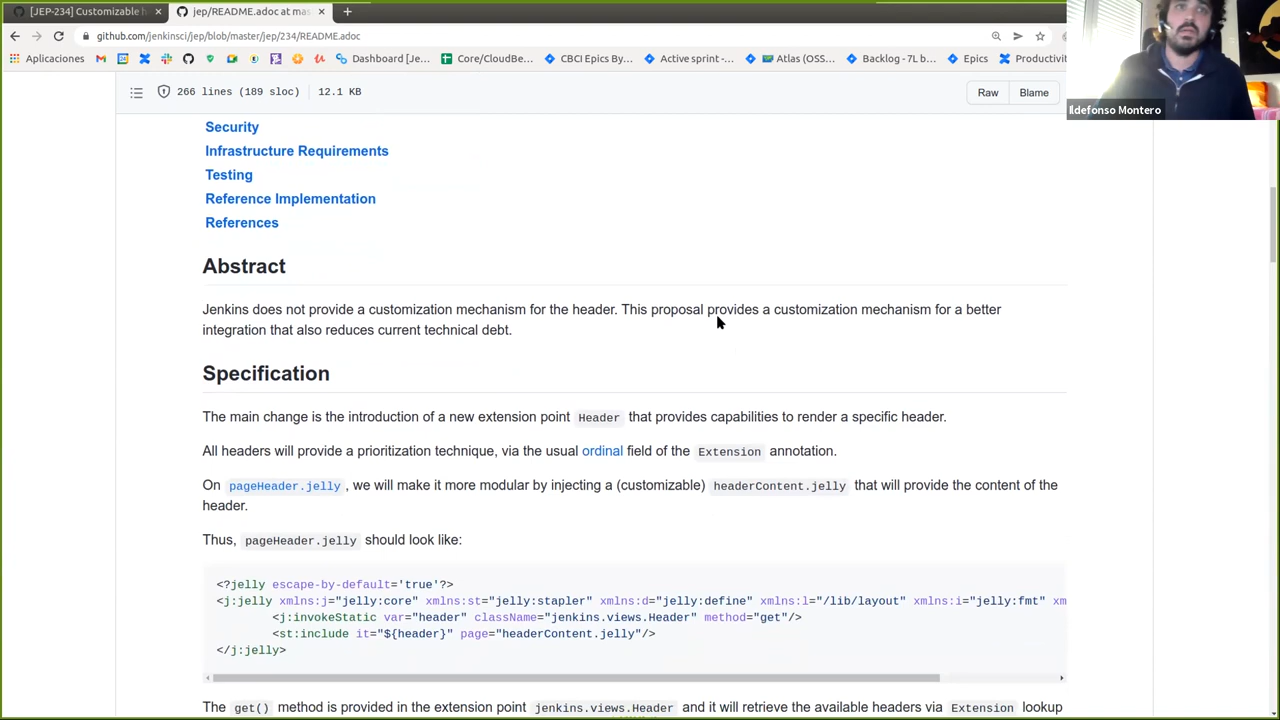 [JEP-234] Customizable h
jep/README.adoc at mas
github.com/jenkinsci/jep/blob/master/jep/234/README.adoc
Aplicaciones
Dashboard [Je...
Core/CloudBe...
CBCI Epics By...
Active sprint -...
Atlas (OSS...
Backlog - 7L b...
Epics
Productivi
266 lines (189 sloc)
12.1 KB
Raw
Blame
Ildefonso Montero
Security
Infrastructure Requirements
Testing
Reference Implementation
References
Abstract
Jenkins does not provide a customization mechanism for the header. This proposal provides a customization mechanism for a better
integration that also reduces current technical debt.
Specification
The main change is the introduction of a new extension point Header that provides capabilities to render a specific header.
All headers will provide a prioritization technique, via the usual ordinal field of the Extension annotation.
On pageHeader.jelly , we will make it more modular by injecting a (customizable) headerContent.jelly that will provide the content of the
header.
Thus, pageHeader.jelly should look like:
<?jelly escape-by-default='true'?>
<j:jelly xmlns:j="jelly:core" xmlns:st="jelly:stapler" xmlns:d="jelly:define" xmlns:l="/lib/layout" xmlns:i="jelly:fmt" xm
<j:invokeStatic var="header" className="jenkins.views.Header" method="get"/>
<st:include it="${header}" page="headerContent.jelly"/>
</j:jelly>
The get() method is provided in the extension point jenkins.views.Header and it will retrieve the available headers via Extension lookup